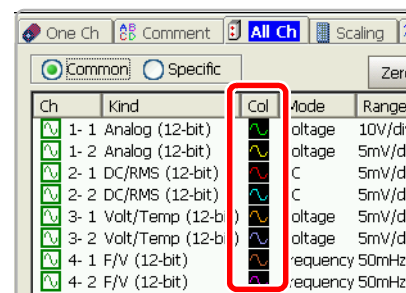 One Ch Comment All Ch Scaling
Common Specific Zer
Ch Kind Col Mode Range
1- 1 Analog (12-bit) oltage 10V/di
1- 2 Analog (12-bit) oltage 5mV/d
2- 1 DC/RMS (12-bit) C 5mV/d
2- 2 DC/RMS (12-bit) C 5mV/d
3- 1 Volt/Temp (12-bi ) oltage 5mV/d
3- 2 Volt/Temp (12-bi ) oltage 5mV/d
4- 1 F/V (12-bit) requency 50mHz
4- 2 F/V (12-bit) requency 50mHz